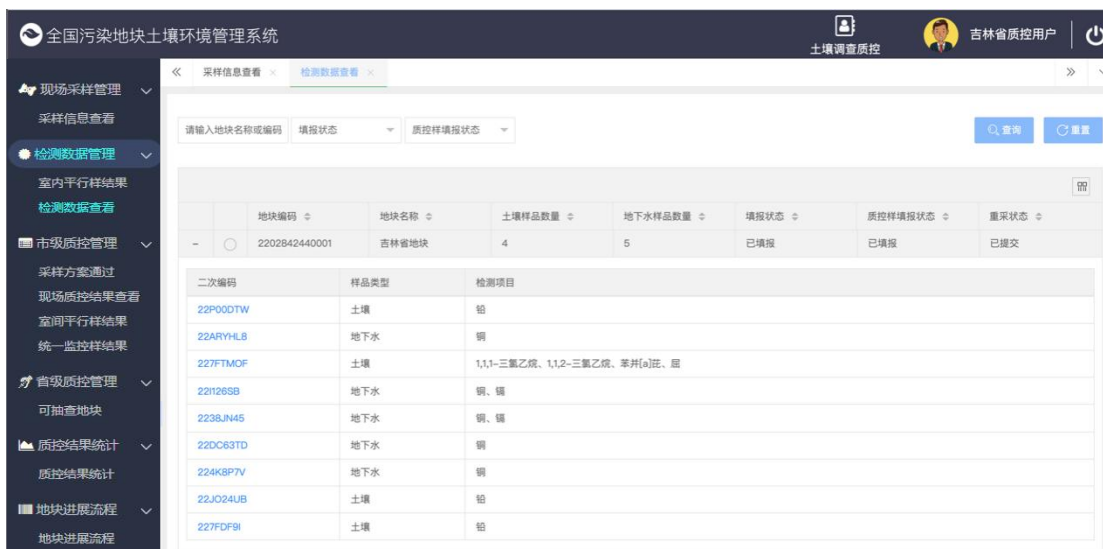 全国污染地块土壤环境管理系统
土壤调查质控
吉林省质控用户
采样信息查看
检测数据查看
现场采样管理
采样信息查看
检测数据管理
室内平行样结果
检测数据查看
市级质控管理
采样方案通过
现场质控结果查看
室间平行样结果
统一监控样结果
省级质控管理
可抽查地块
质控结果统计
质控结果统计
地块进展流程
地块进展流程
请输入地块名称或编码 填报状态 质控样填报状态 查询 重置
地块编码 地块名称 土壤样品数量 地下水样品数量 填报状态 质控样填报状态 重采状态
2202842440001 吉林省地块 4 5 已填报 已填报 已提交
二次编码 样品类型 检测项目
22P00DTW 土壤 铅
22ARYHL8 地下水 铜
227FTMOF 土壤 1,1,1-三氯乙烷、1,1,2-三氯乙烷、苯并[a]芘、䓛
22I126SB 地下水 铜、镉
2238JN45 地下水 铜、镉
22DC63TD 地下水 铜
224K8P7V 地下水 铜
22JO24UB 土壤 铅
227FDF9I 土壤 铅